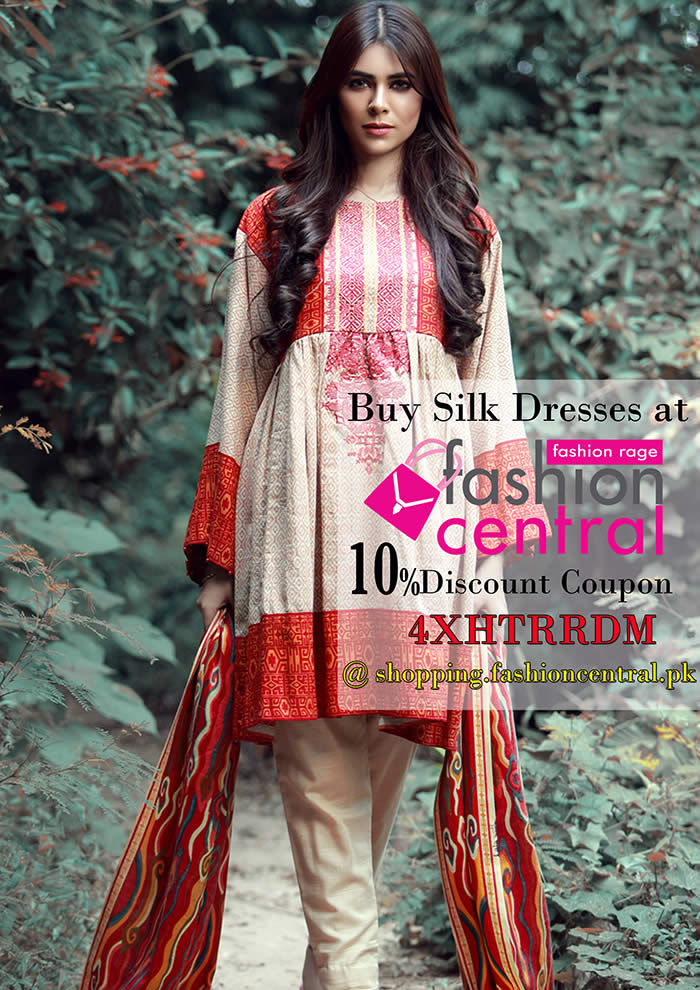 Buy Silk Dresses at
fashion rage
fashion
central
10%Discount Coupon
4XHTRRDM
@ shopping.fashioncentral.pk